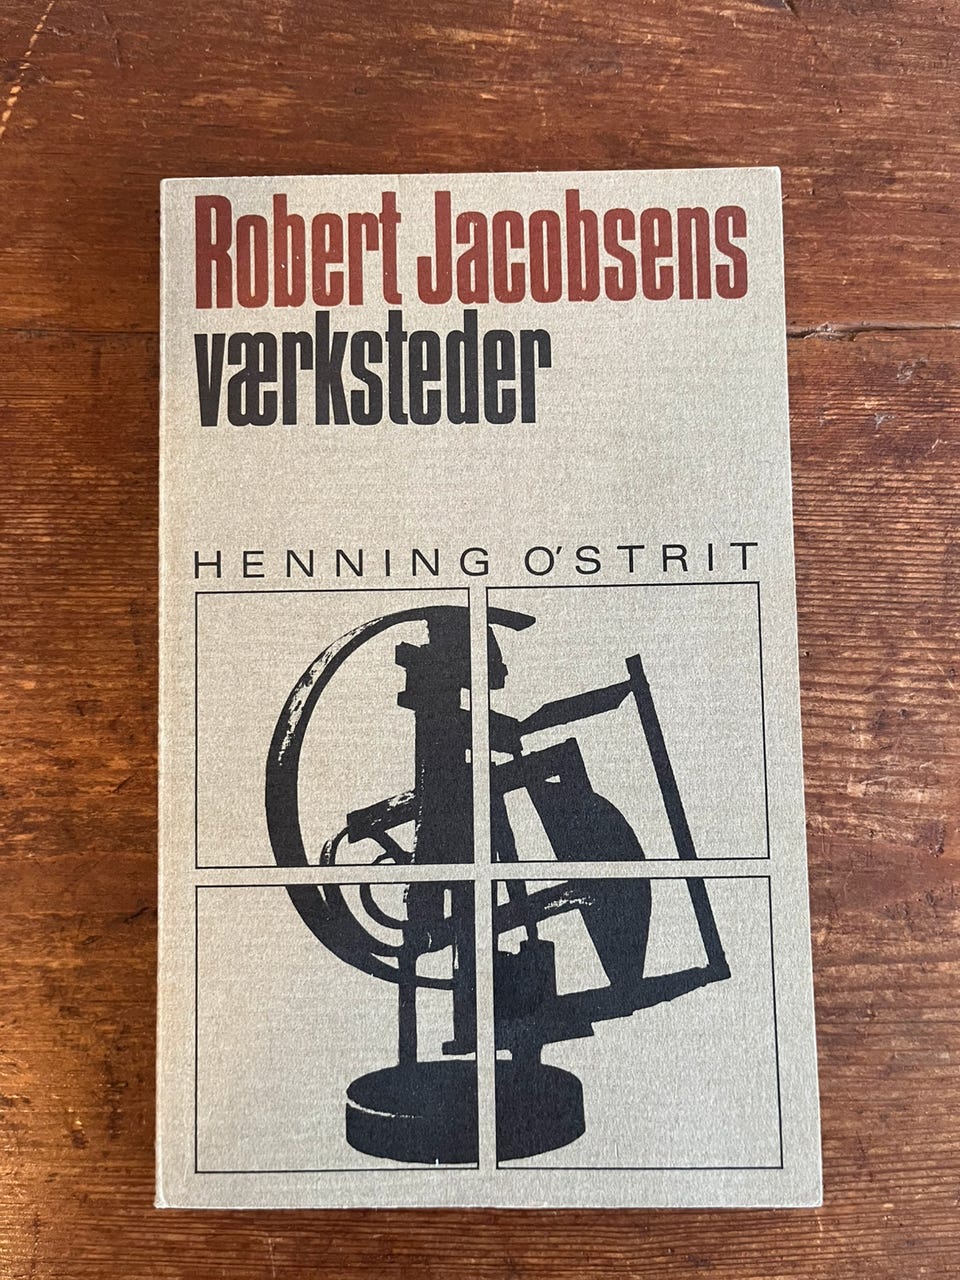 Robert Jacobsens
værksteder
HENNING O'STRIT